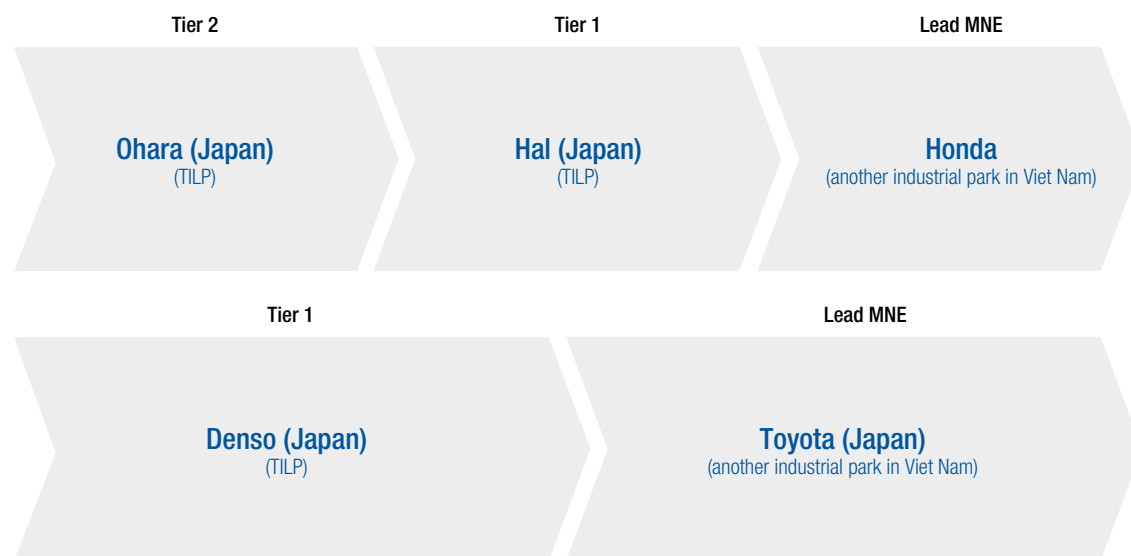 Tier 2
Tier 1
Lead MNE
Ohara (Japan)
(TILP)
Hal (Japan)
(TILP)
Honda
(another industrial park in Viet Nam)
Tier 1
Lead MNE
Denso (Japan)
(TILP)
Toyota (Japan)
(another industrial park in Viet Nam)